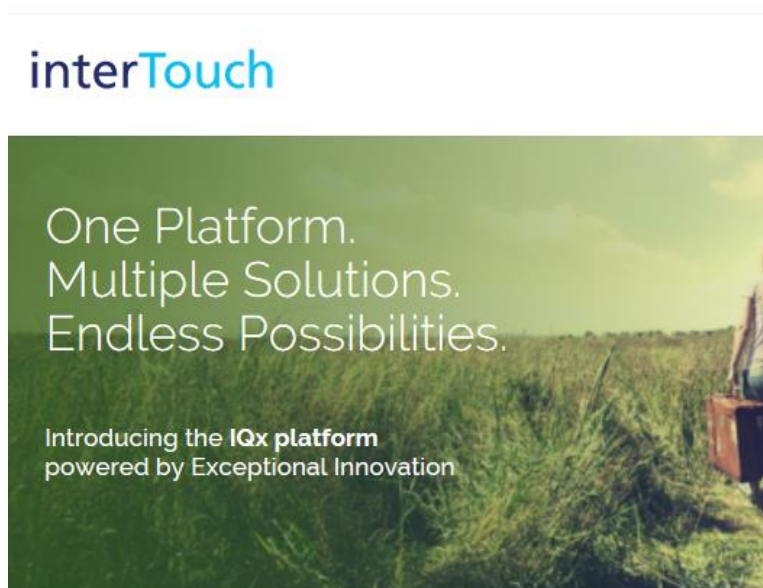 interTouch
One Platform.
Multiple Solutions.
Endless Possibilities.
Introducing the IQx platform
powered by Exceptional Innovation